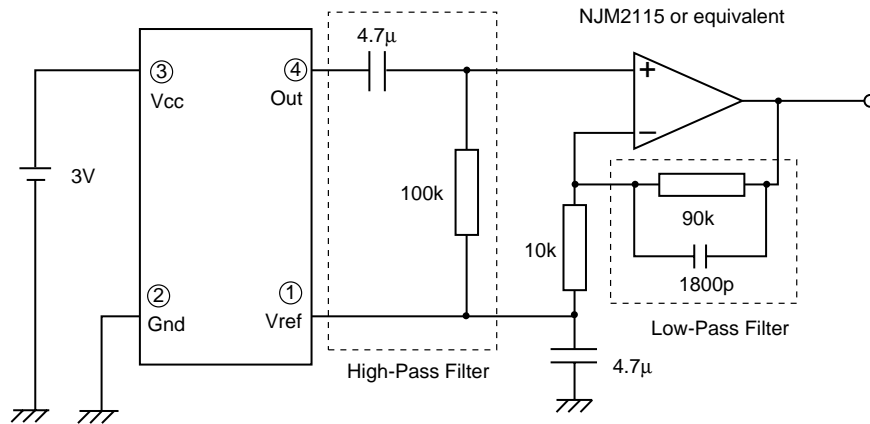 NJM2115 or equivalent
4.7μ
③
Vcc
④
Out
+
−
3V
100k
90k
10k
1800p
②
Gnd
①
Vref
Low-Pass Filter
High-Pass Filter
4.7μ